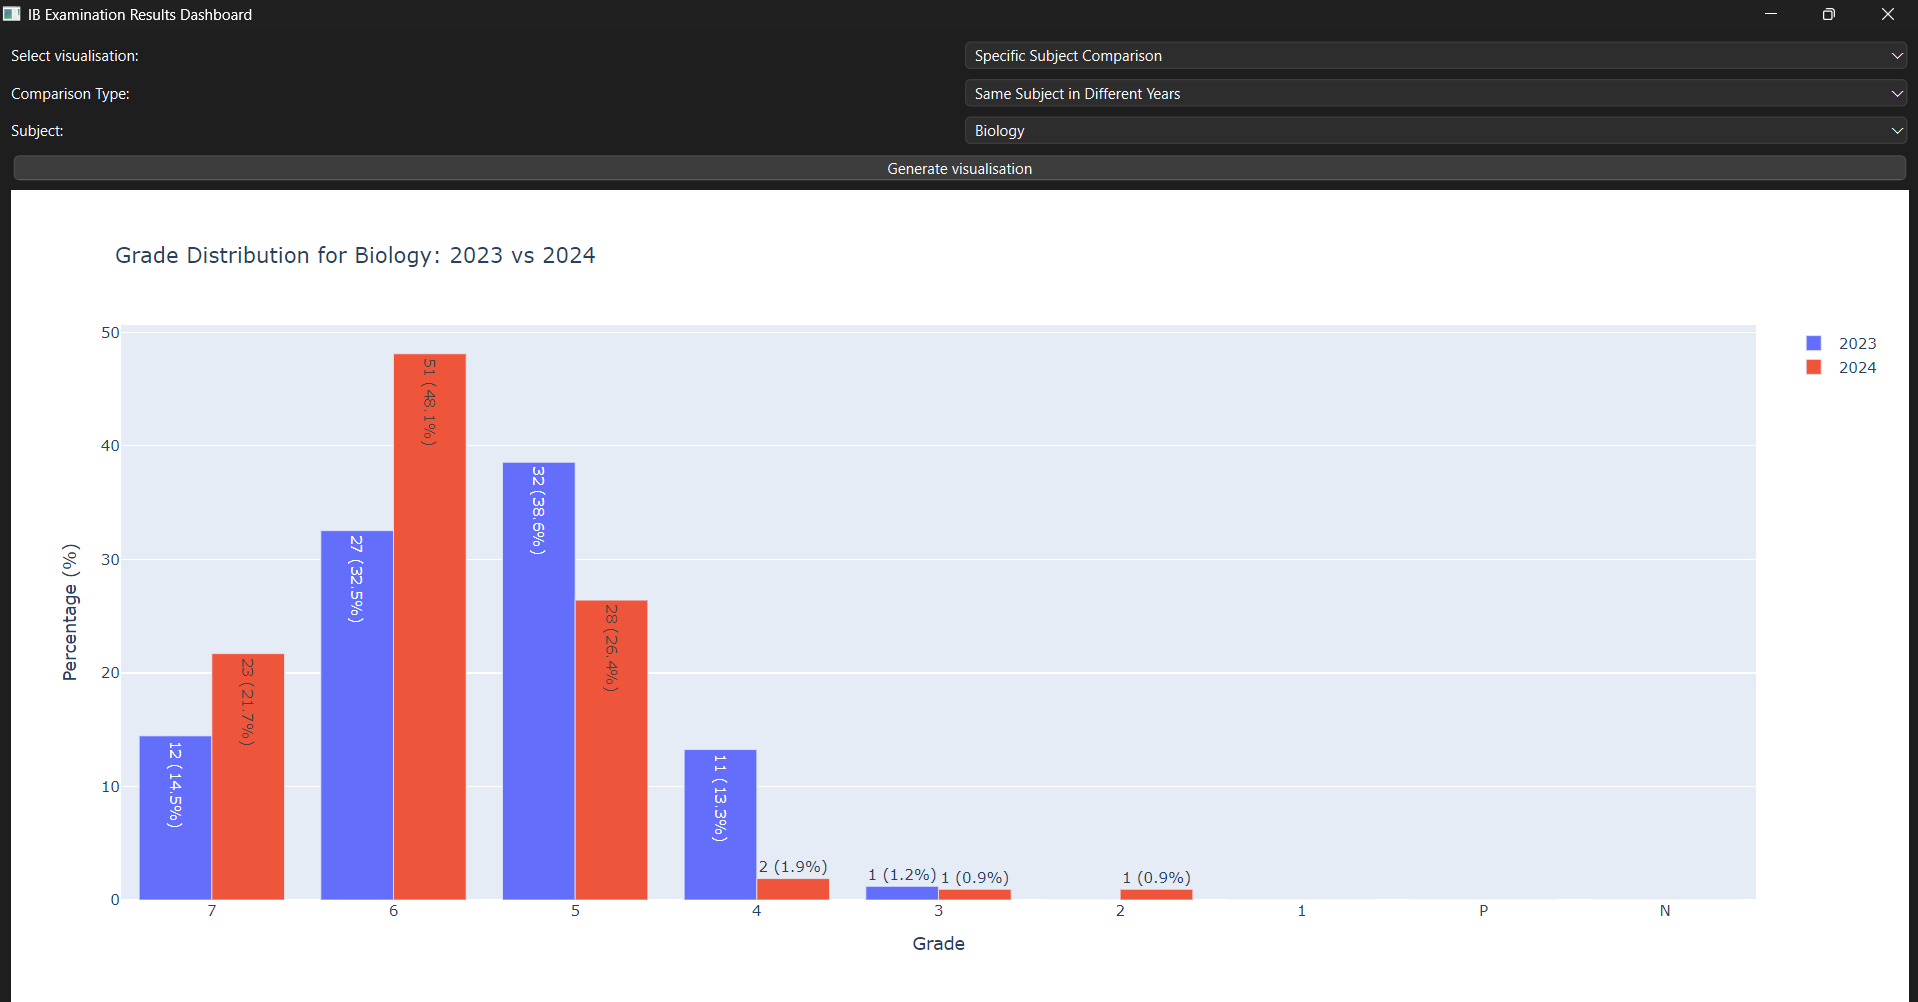 IB Examination Results Dashboard
Select visualisation:
Specific Subject Comparison
Comparison Type:
Same Subject in Different Years
Subject:
Biology
Generate visualisation
Grade Distribution for Biology: 2023 vs 2024
2023
2024
Percentage (%)
50
40
30
20
10
0
12 (14.5%)
23 (21.7%)
27 (32.5%)
51 (48.1%)
32 (38.6%)
28 (26.4%)
11 (13.3%)
2 (1.9%)
1 (1.2%)
1 (0.9%)
1 (0.9%)
7
6
5
4
3
2
1
P
N
Grade